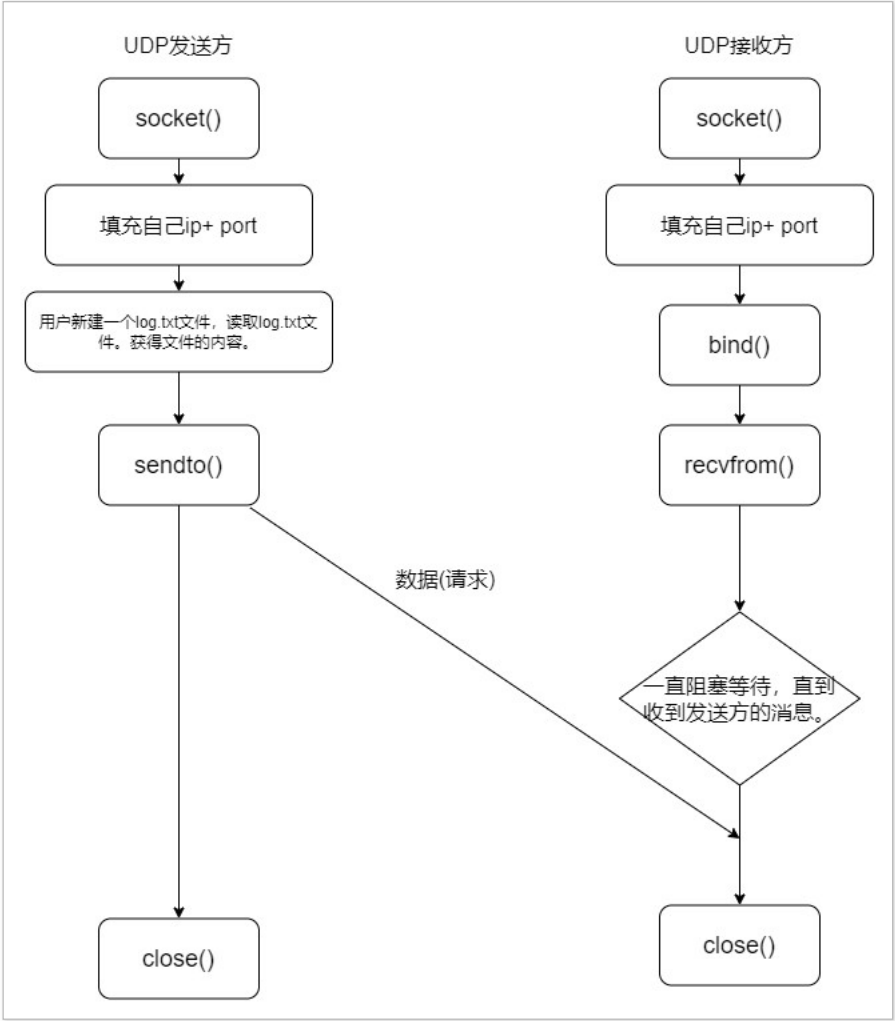 UDP发送方
socket()
填充自己ip+ port
用户新建一个log.txt文件，读取log.txt文
件。获得文件的内容。
sendto()
close()
数据(请求)
UDP接收方
socket()
填充自己ip+ port
bind()
recvfrom()
一直阻塞等待，直到
收到发送方的消息。
close()